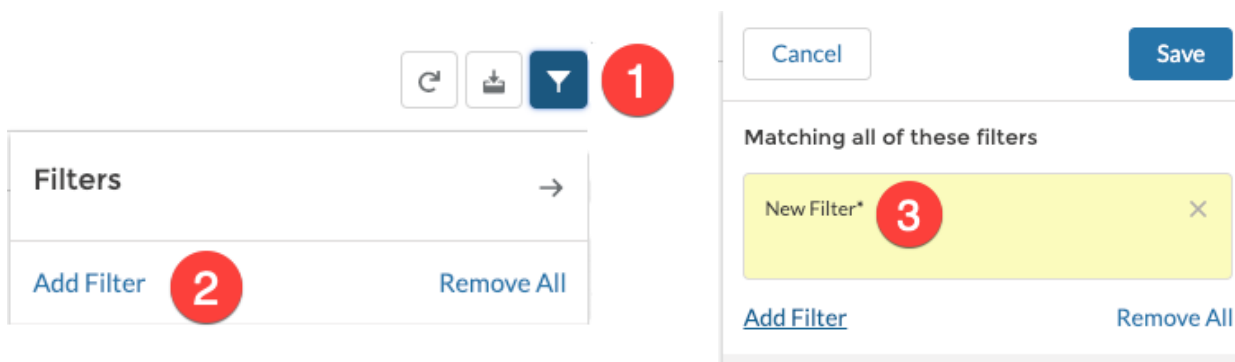 1
Filters
Add Filter 2 Remove All
Cancel Save
Matching all of these filters
New Filter* 3
Add Filter Remove All